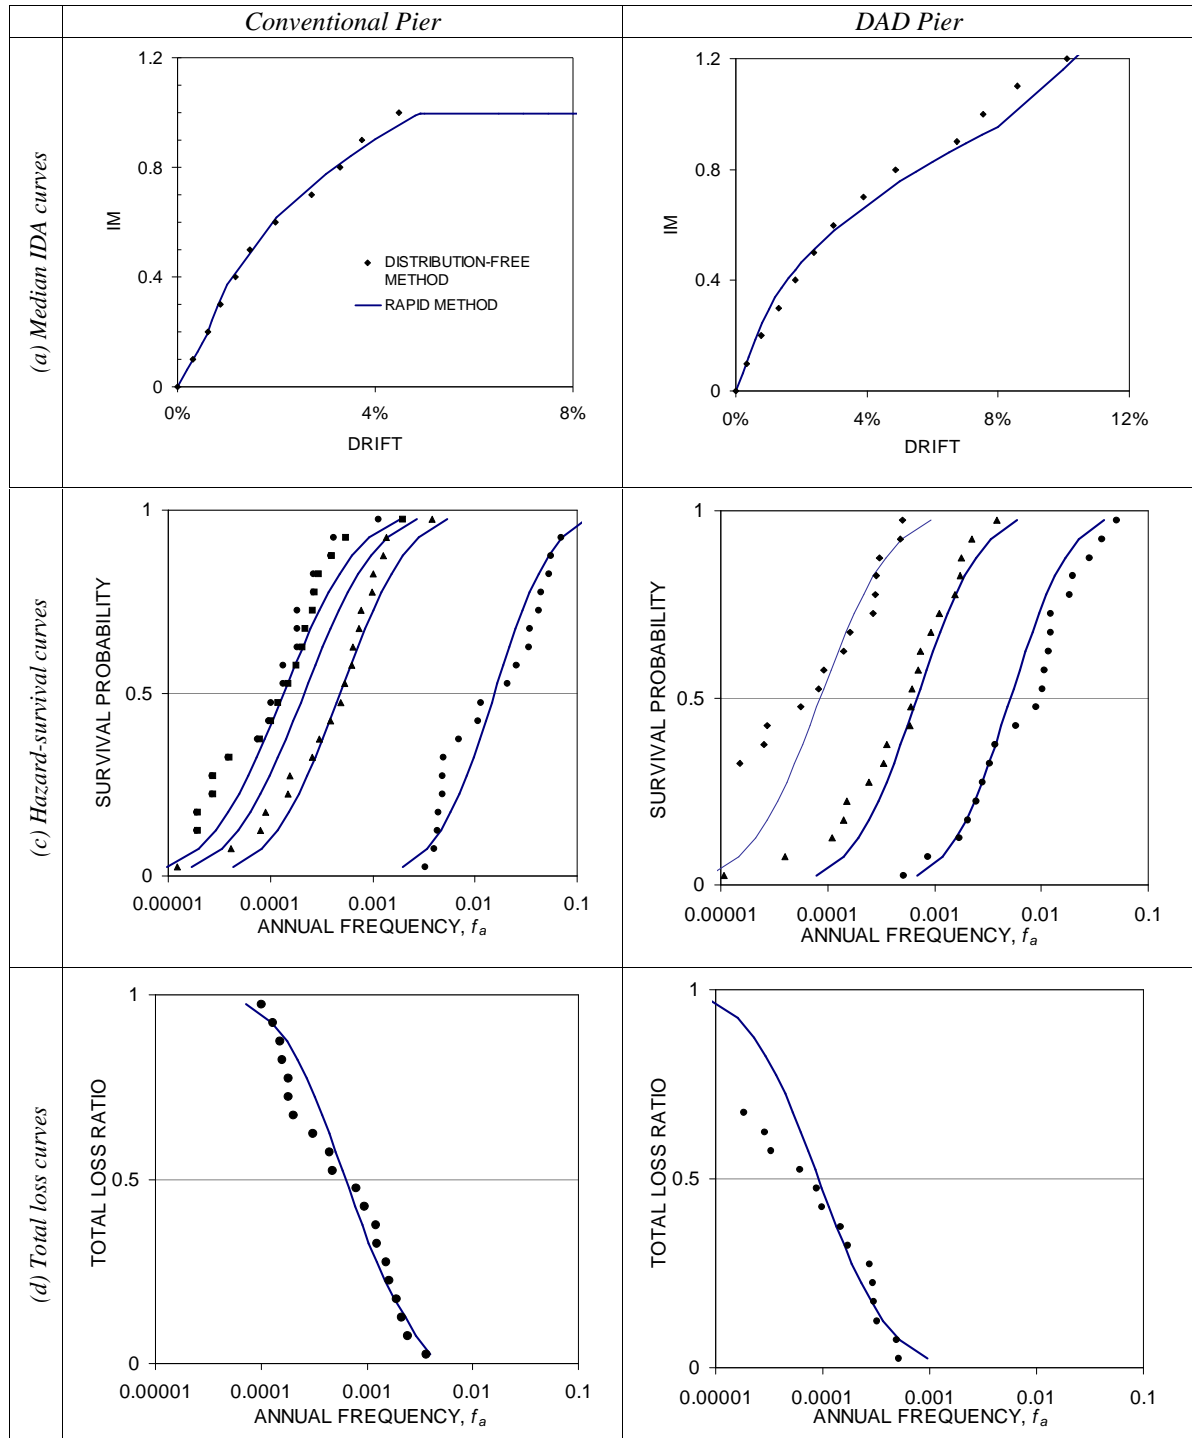 Conventional Pier
DAD Pier
(a) Median IDA curves
1.2
0.8
0.4
0
IM
0%
4%
8%
DRIFT
DISTRIBUTION-FREE
METHOD
RAPID METHOD
1.2
0.8
0.4
0
IM
0%
4%
8%
12%
DRIFT
(c) Hazard-survival curves
1
0.5
0
SURVIVAL PROBABILITY
0.00001
0.0001
0.001
0.01
0.1
ANNUAL FREQUENCY, fa
1
0.5
0
SURVIVAL PROBABILITY
0.00001
0.0001
0.001
0.01
0.1
ANNUAL FREQUENCY, fa
(d) Total loss curves
1
0.5
0
TOTAL LOSS RATIO
0.00001
0.0001
0.001
0.01
0.1
ANNUAL FREQUENCY, fa
1
0.5
0
TOTAL LOSS RATIO
0.00001
0.0001
0.001
0.01
0.1
ANNUAL FREQUENCY, fa